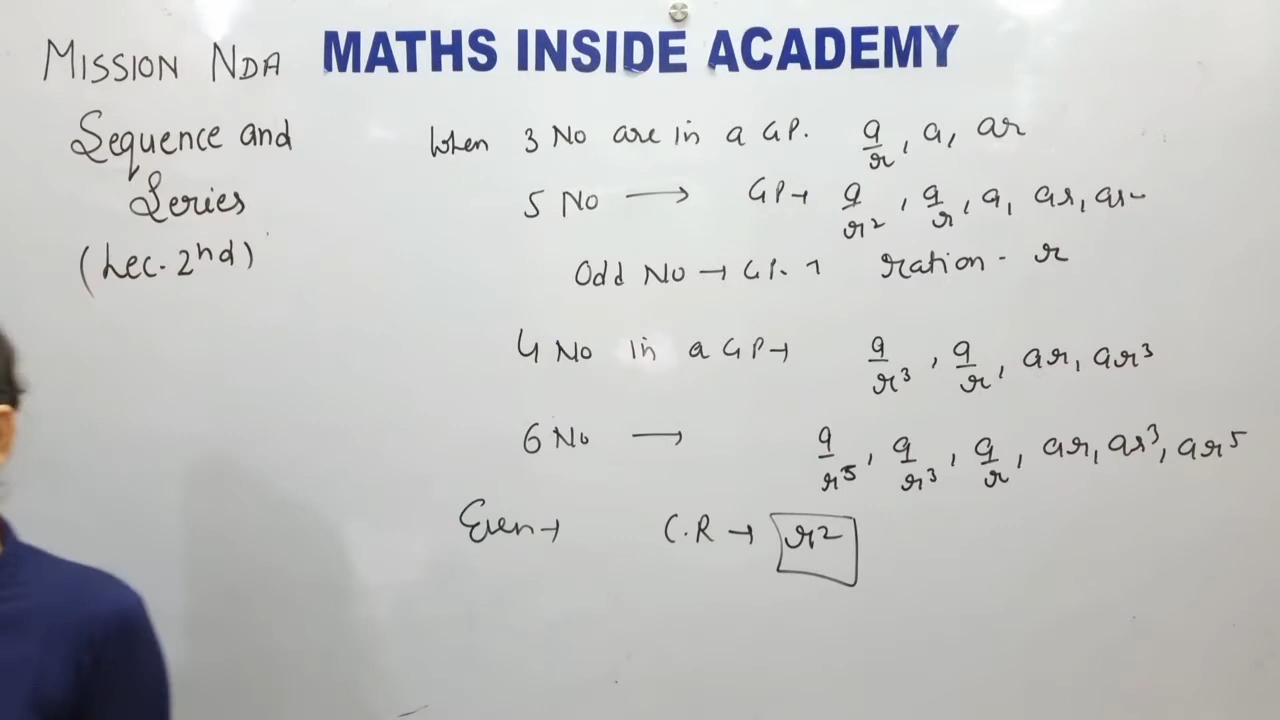 MISSION NDA MATHS INSIDE ACADEMY
Sequence and
Series
(Lec. 2nd)
When 3 No are in a GP. a/r, a, ar
5 No → GP→ a/r², a/r, a, ar, ar
Odd No → GP. ration - r
4 No in a GP→ a/r³, a/r, ar, ar³
6 No → a/r⁵, a/r³, a/r, ar, ar³, ar⁵
Even→ C.R → r²